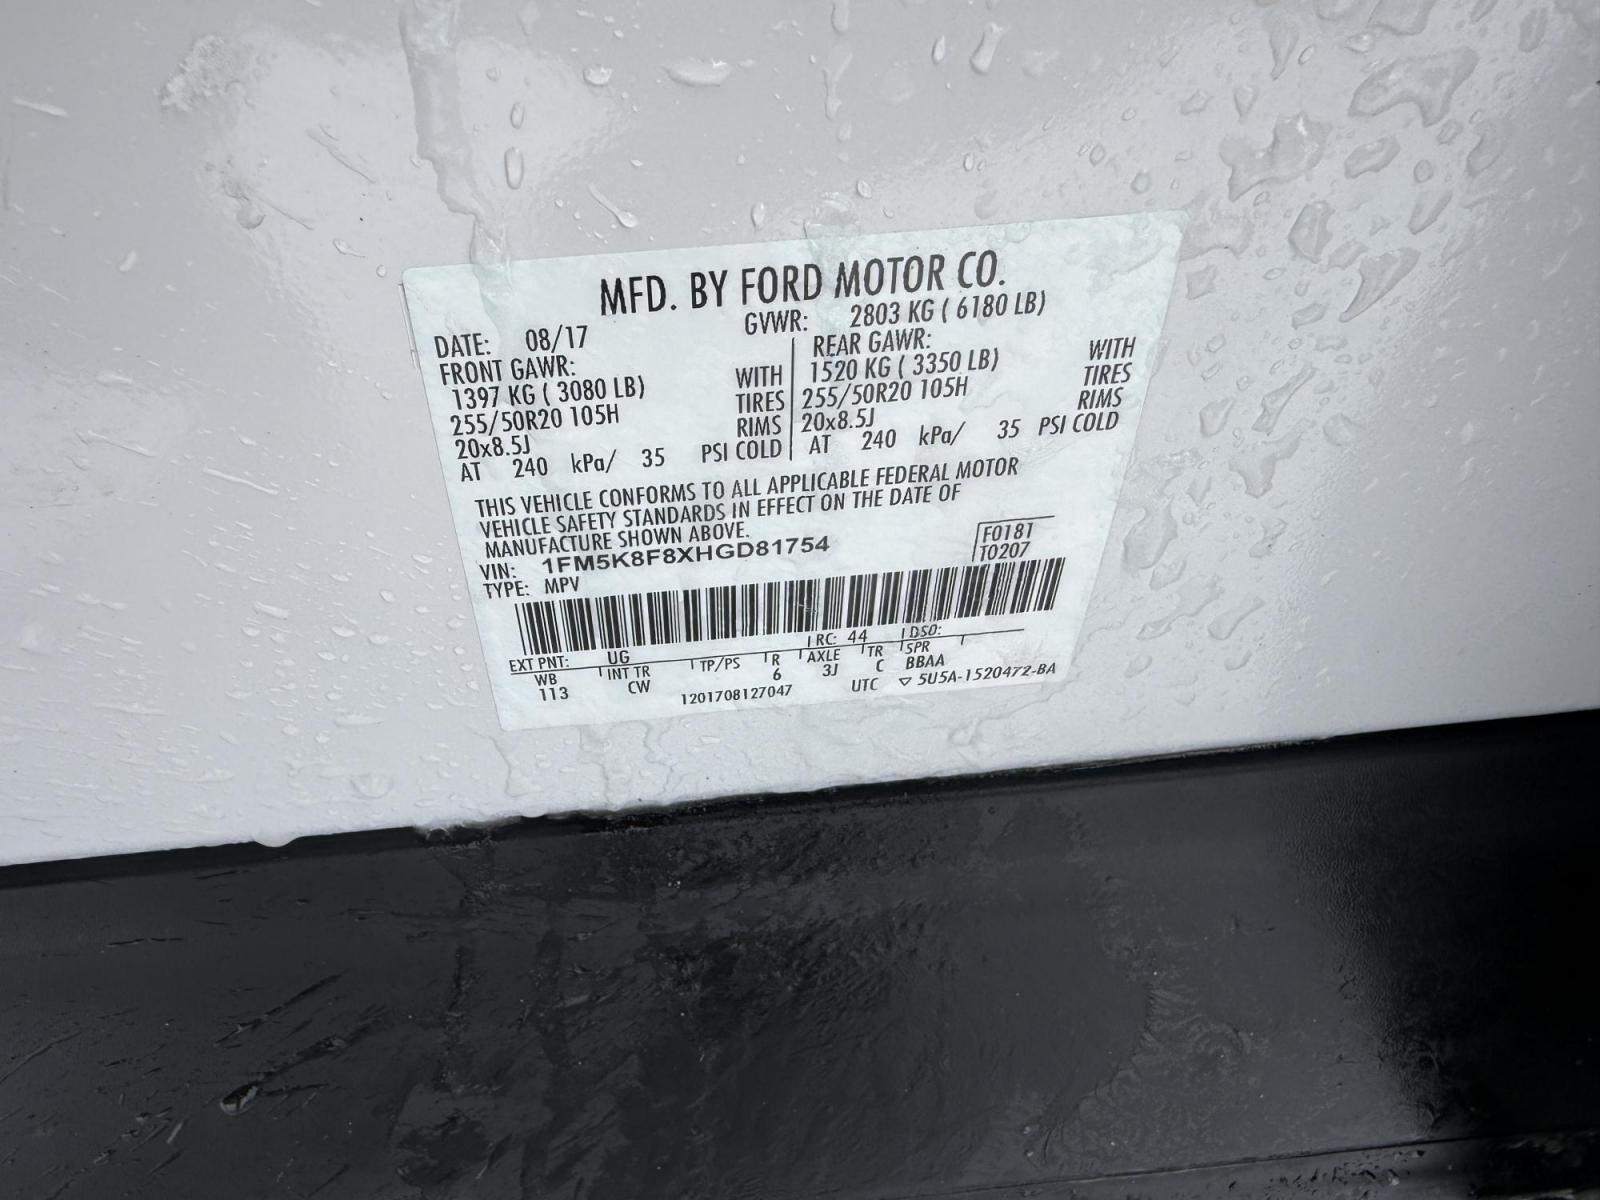 MFD. BY FORD MOTOR CO.
DATE: 08/17 GVWR: 2803 KG ( 6180 LB)
FRONT GAWR: REAR GAWR:
1397 KG ( 3080 LB) WITH 1520 KG ( 3350 LB) WITH
255/50R20 105H TIRES 255/50R20 105H TIRES
20x8.5J RIMS 20x8.5J RIMS
AT 240 kPa/ 35 PSI COLD AT 240 kPa/ 35 PSI COLD
THIS VEHICLE CONFORMS TO ALL APPLICABLE FEDERAL MOTOR
VEHICLE SAFETY STANDARDS IN EFFECT ON THE DATE OF
MANUFACTURE SHOWN ABOVE.
VIN: 1FM5K8F8XHGD81754 F0181
TYPE: MPV T0207
EXT PNT: UG RC: 44 DSO:
WB INT TR TP/PS R AXLE TR SPR
113 CW 6 3J C BBAA
1201708127047 UTC ▽ 5U5A-1520472-BA